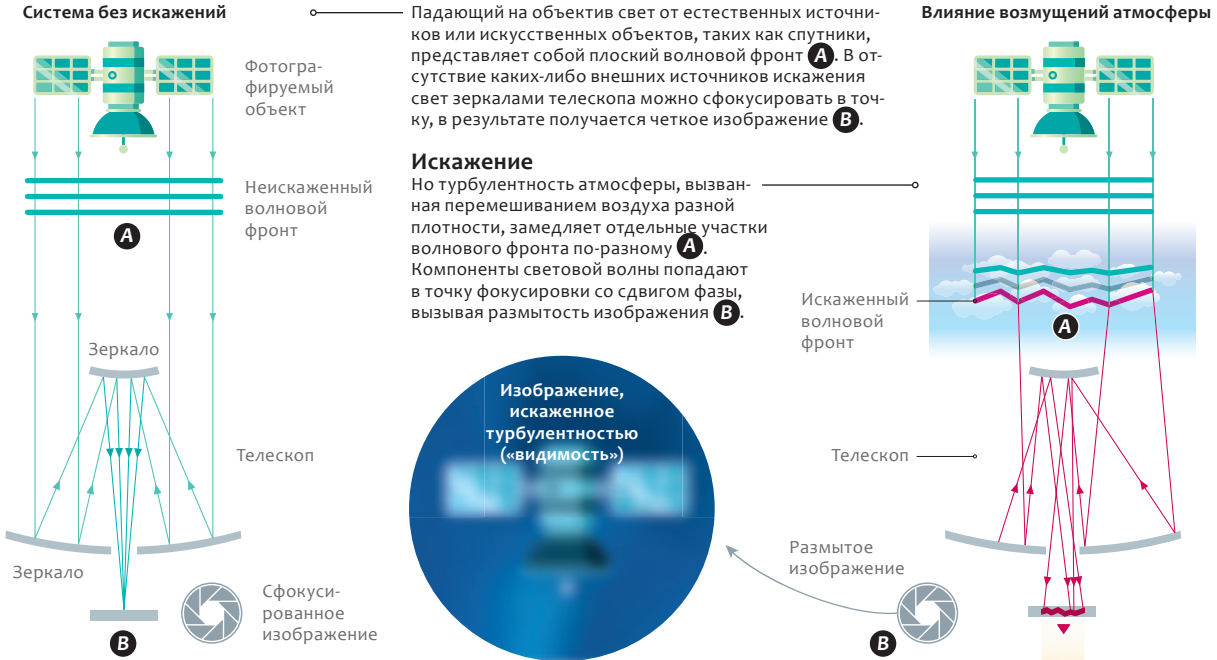 Система без искажений
Фотогра-
фируемый
объект
Неискаженный
волновой
фронт
A
Зеркало
Телескоп
Зеркало
Сфокуси-
рованное
изображение
B
Падающий на объектив свет от естественных источни-
ков или искусственных объектов, таких как спутники,
представляет собой плоский волновой фронт A. В от-
сутствие каких-либо внешних источников искажения
свет зеркалами телескопа можно сфокусировать в точ-
ку, в результате получается четкое изображение B.
Искажение
Но турбулентность атмосферы, вызван-
ная перемешиванием воздуха разной
плотности, замедляет отдельные участки
волнового фронта по-разному A.
Компоненты световой волны попадают
в точку фокусировки со сдвигом фазы,
вызывая размытость изображения B.
Изображение,
искаженное
турбулентностью
(«видимость»)
Влияние возмущений атмосферы
Искаженный
волновой
фронт
A
Телескоп
Размытое
изображение
B